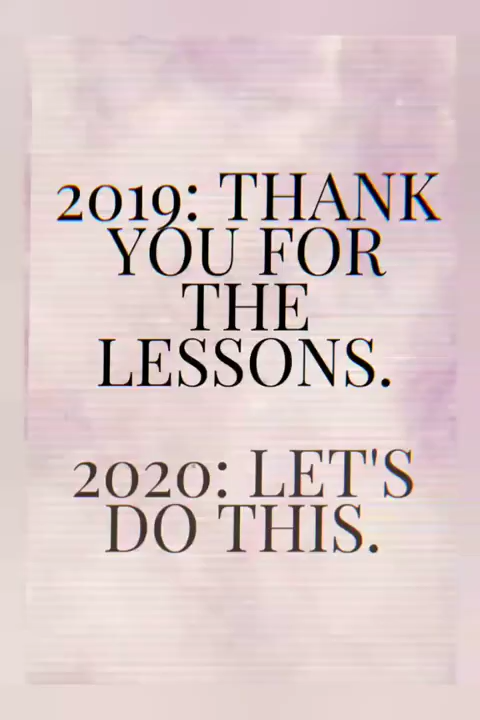 2019: THANK
YOU FOR
THE
LESSONS.
2020: LET'S
DO THIS.